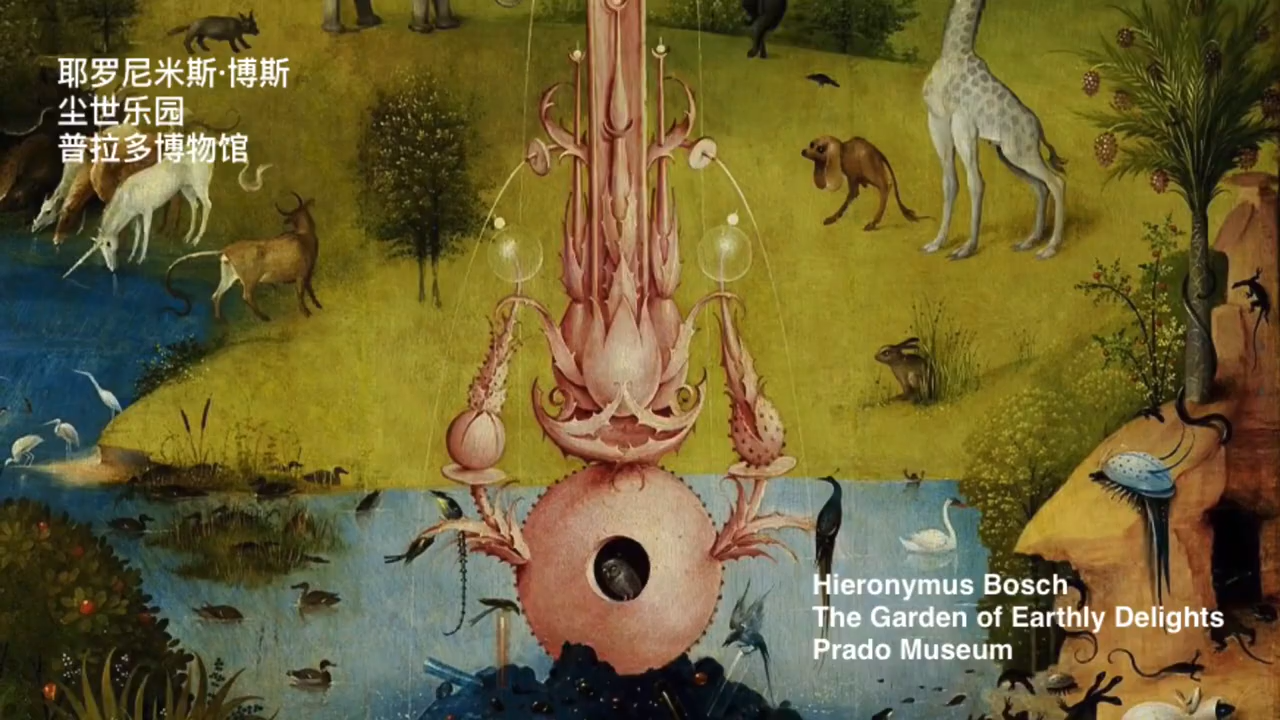 耶罗尼米斯·博斯
尘世乐园
普拉多博物馆
Hieronymus Bosch
The Garden of Earthly Delights
Prado Museum